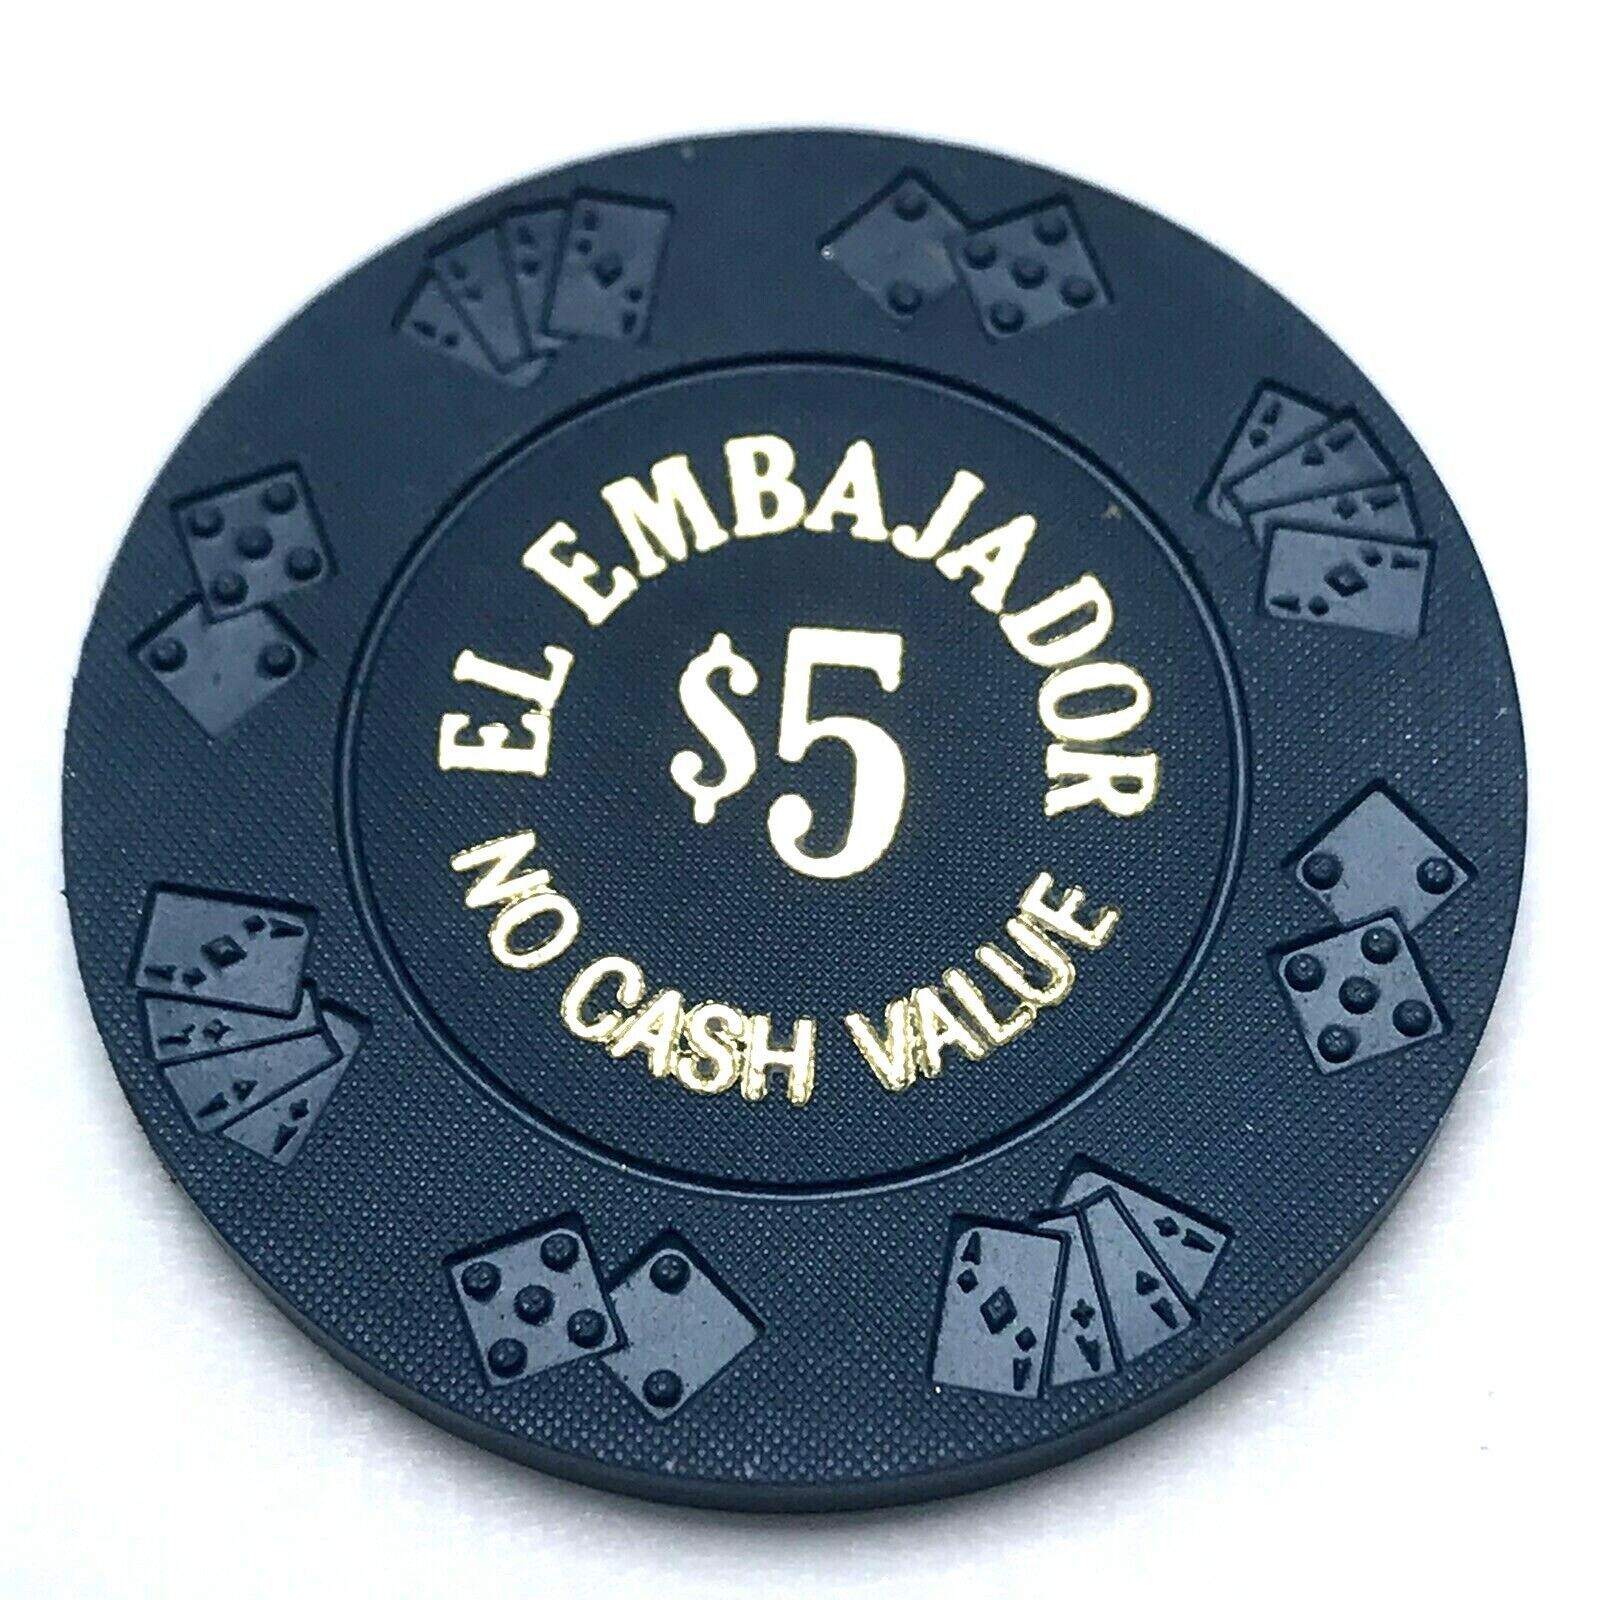 EL EMBAJADOR
$5
NO CASH VALUE